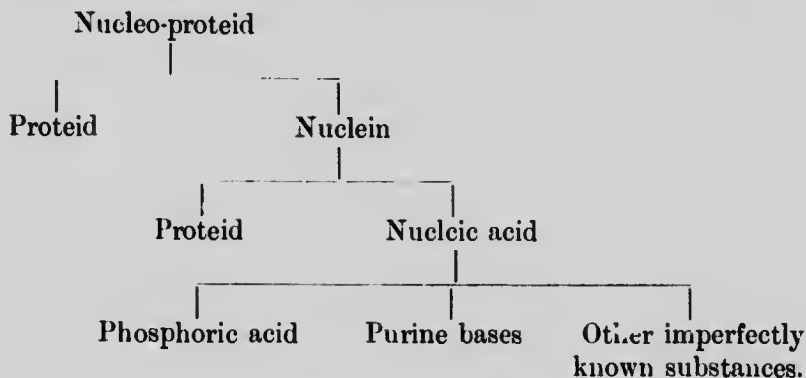 Nucleo-proteid
Proteid Nuclein
Proteid Nucleic acid
Phosphoric acid Purine bases Other imperfectly
known substances.